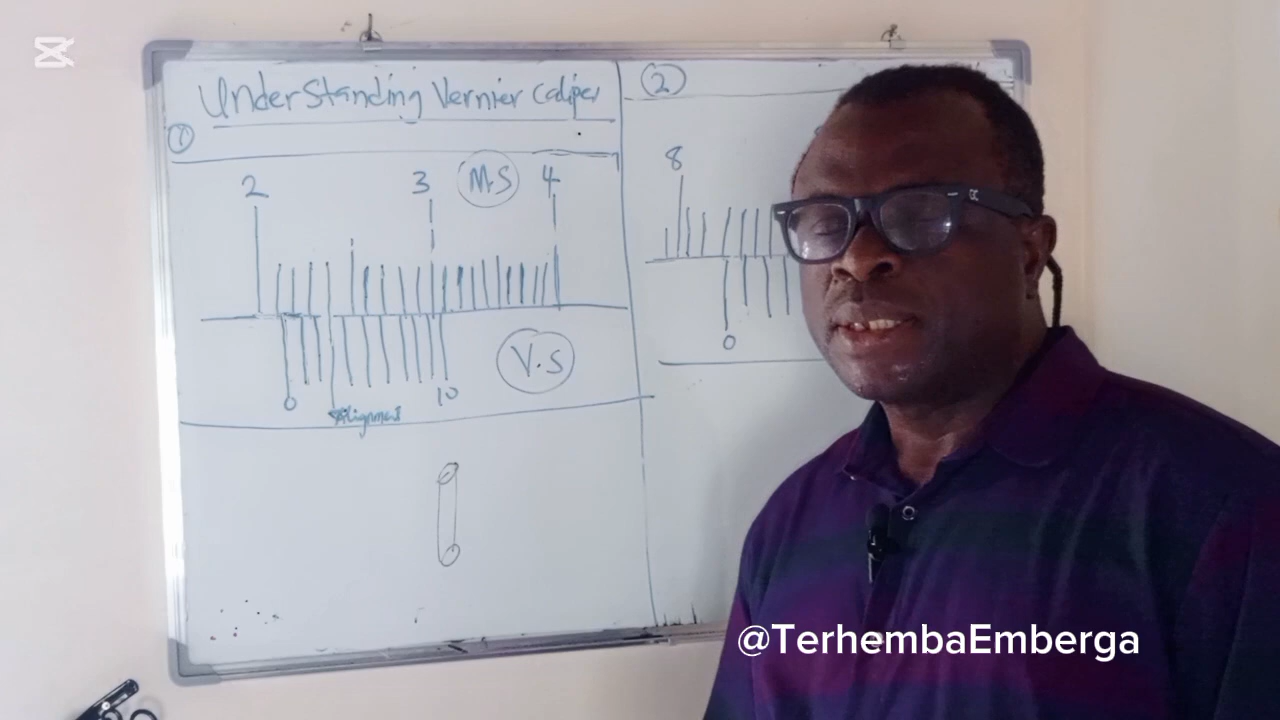 UnderStanding Vernier Caliper
(1)
2 3 M.S 4
V.S
0 Alignment 10
(2)
8
0
@TerhembaEmberga